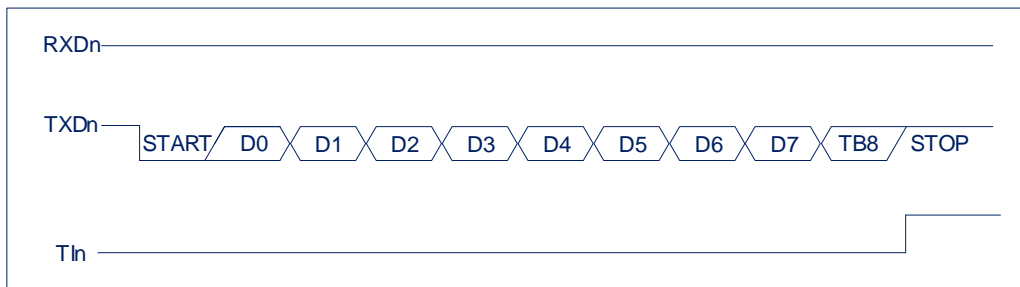 RXDn
TXDn
START D0 D1 D2 D3 D4 D5 D6 D7 TB8 STOP
TIn